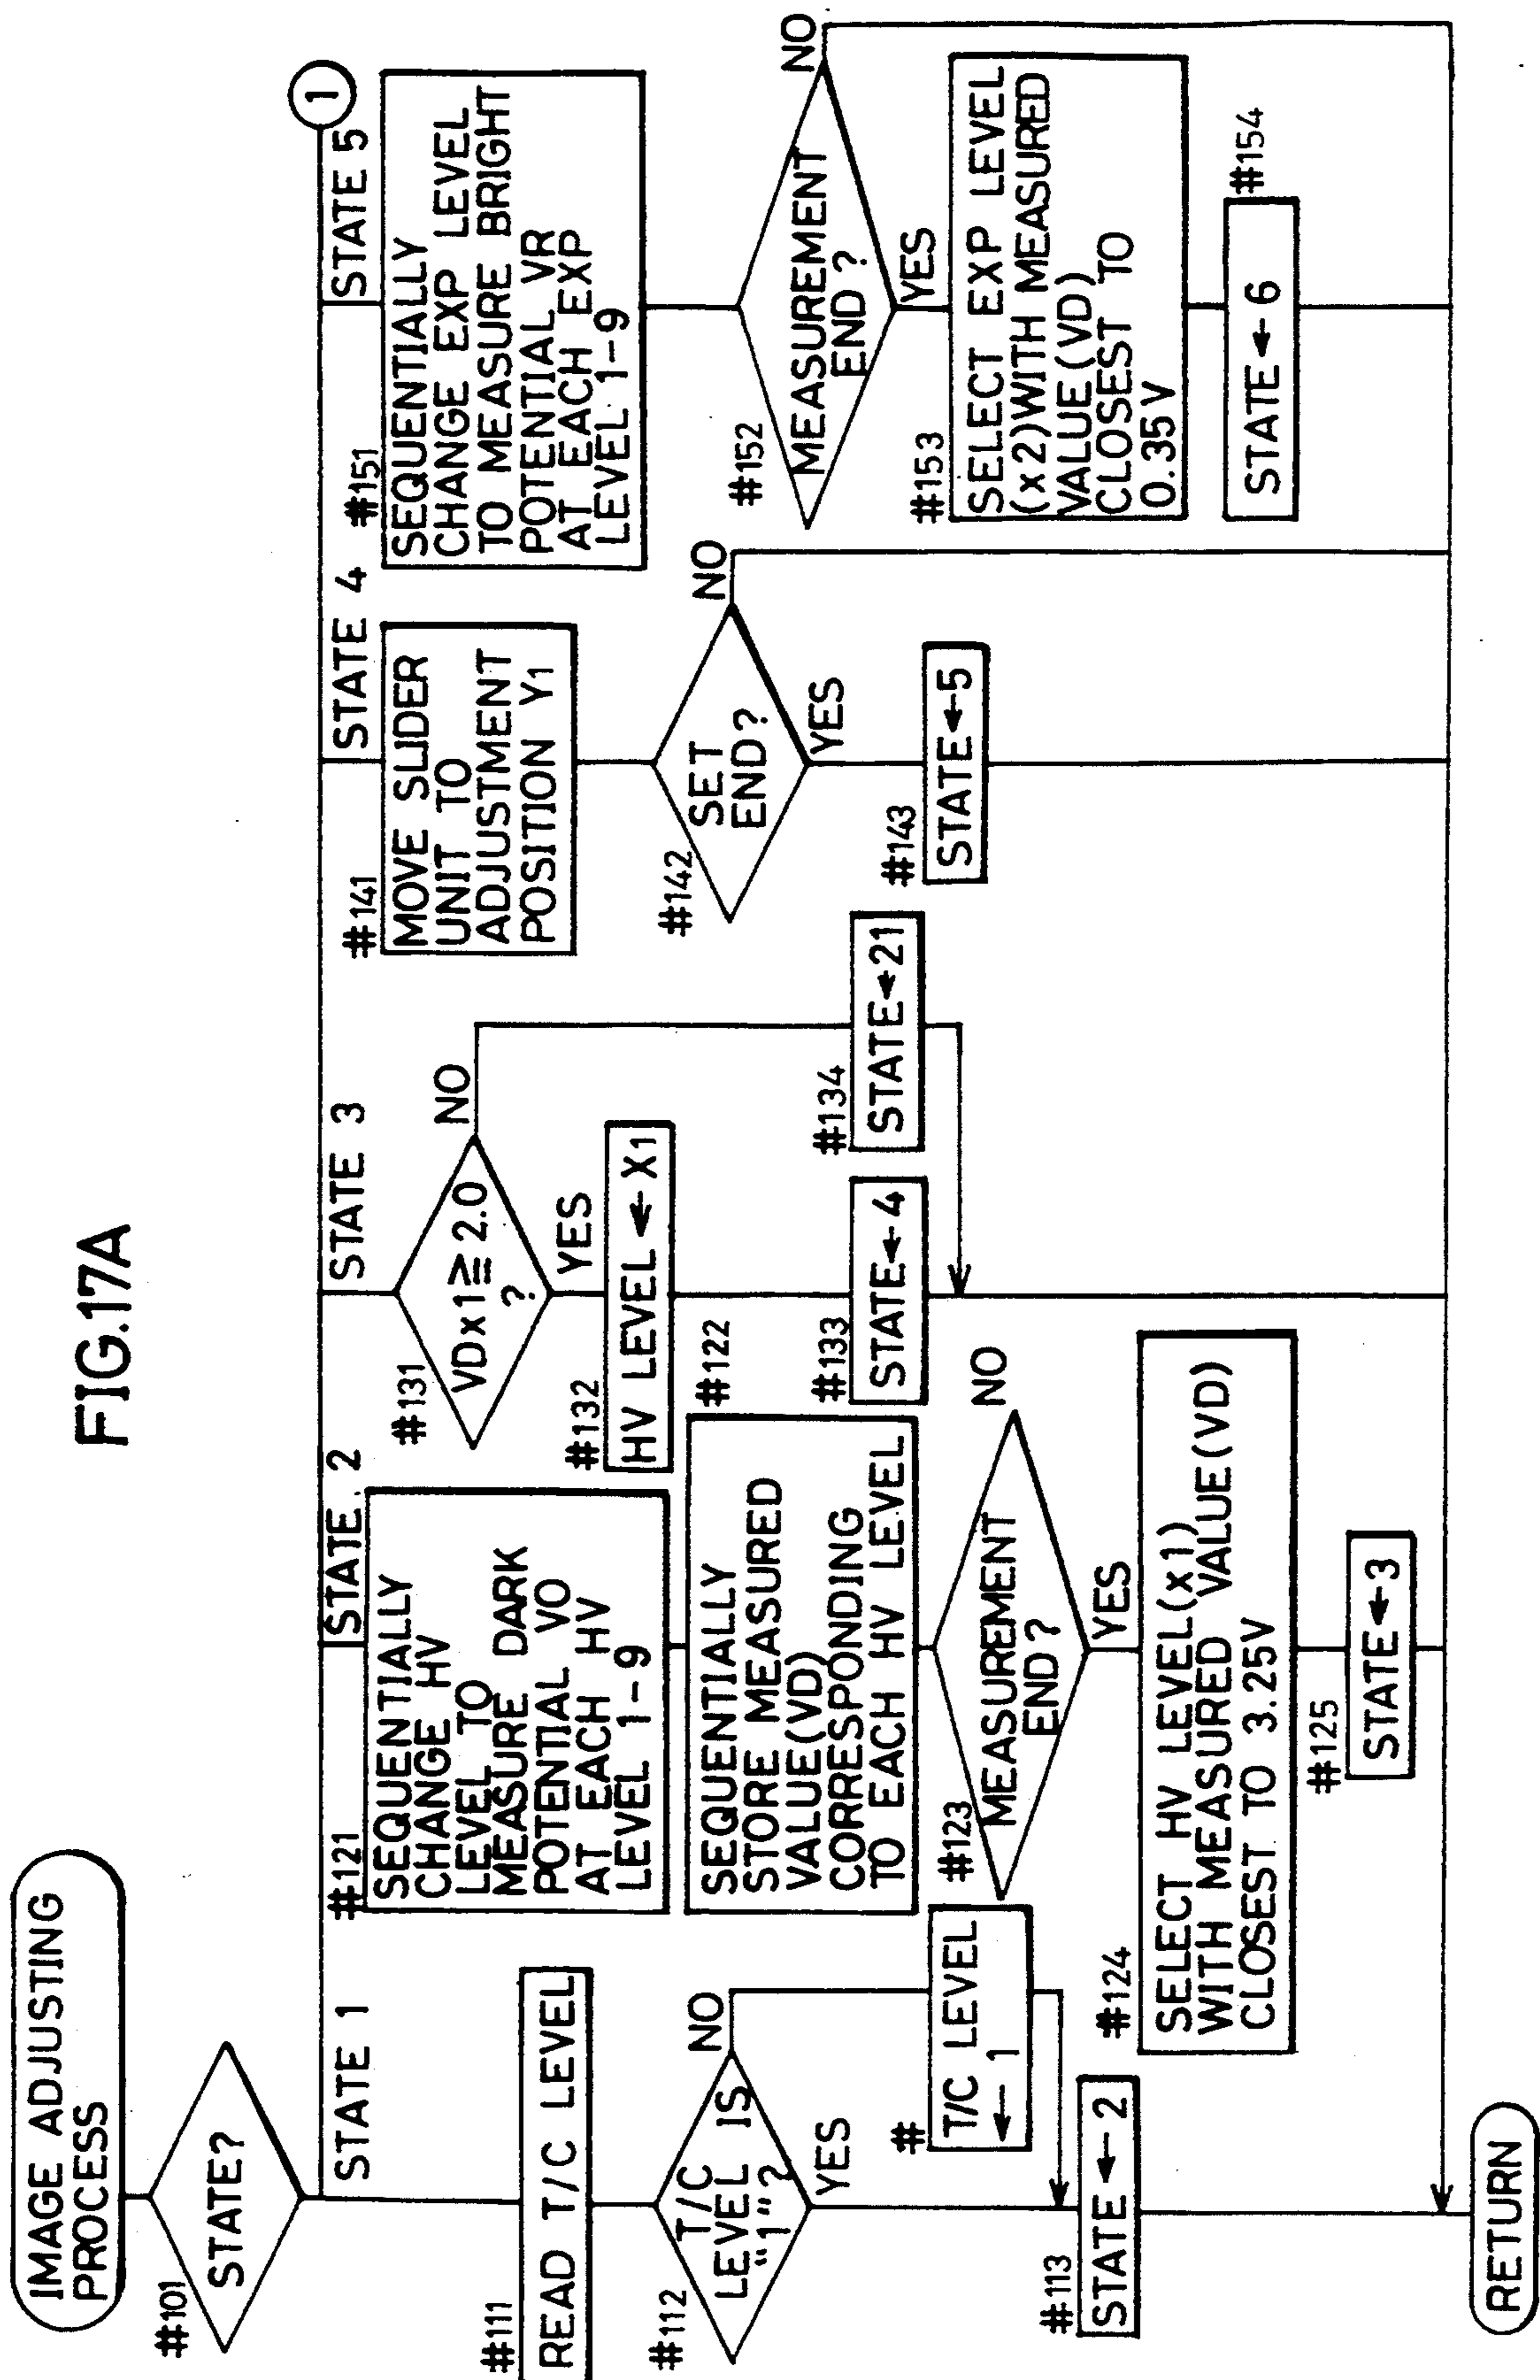 FIG.17A
IMAGE ADJUSTING
PROCESS
#101
STATE?
STATE 1
#111
READ T/C LEVEL
#112
T/C
LEVEL IS
"1"?
NO
YES
#
T/C LEVEL
← 1
#113
STATE ← 2
STATE 2
#121
SEQUENTIALLY
CHANGE HV
LEVEL TO
MEASURE DARK
POTENTIAL VO
AT EACH HV
LEVEL 1-9
#122
SEQUENTIALLY
STORE MEASURED
VALUE(VD)
CORRESPONDING
TO EACH HV LEVEL
#123
MEASUREMENT
END?
NO
YES
#124
SELECT HV LEVEL(x1)
WITH MEASURED VALUE(VD)
CLOSEST TO 3.25V
#125
STATE←3
STATE 3
#131
VDx1≧2.0
?
NO
YES
#132
HV LEVEL ← X1
#133
STATE←4
#134
STATE←21
STATE 4
#141
MOVE SLIDER
UNIT TO
ADJUSTMENT
POSITION Y1
#142
SET
END?
NO
YES
#143
STATE←5
STATE 5
1
#151
SEQUENTIALLY
CHANGE EXP LEVEL
TO MEASURE BRIGHT
POTENTIAL VR
AT EACH EXP
LEVEL 1-9
#152
MEASUREMENT
END?
NO
YES
#153
SELECT EXP LEVEL
(x2)WITH MEASURED
VALUE(VD)
CLOSEST TO
0.35V
#154
STATE←6
RETURN